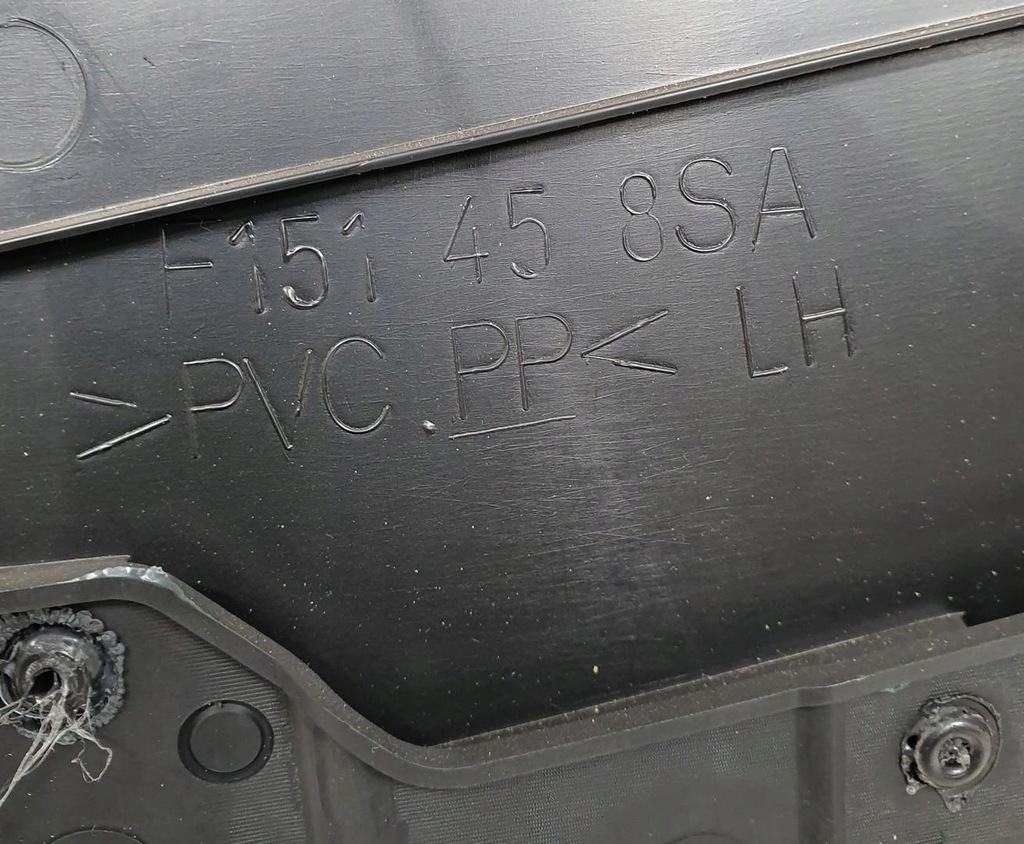 F151 45 8SA
>PVC.PP< LH